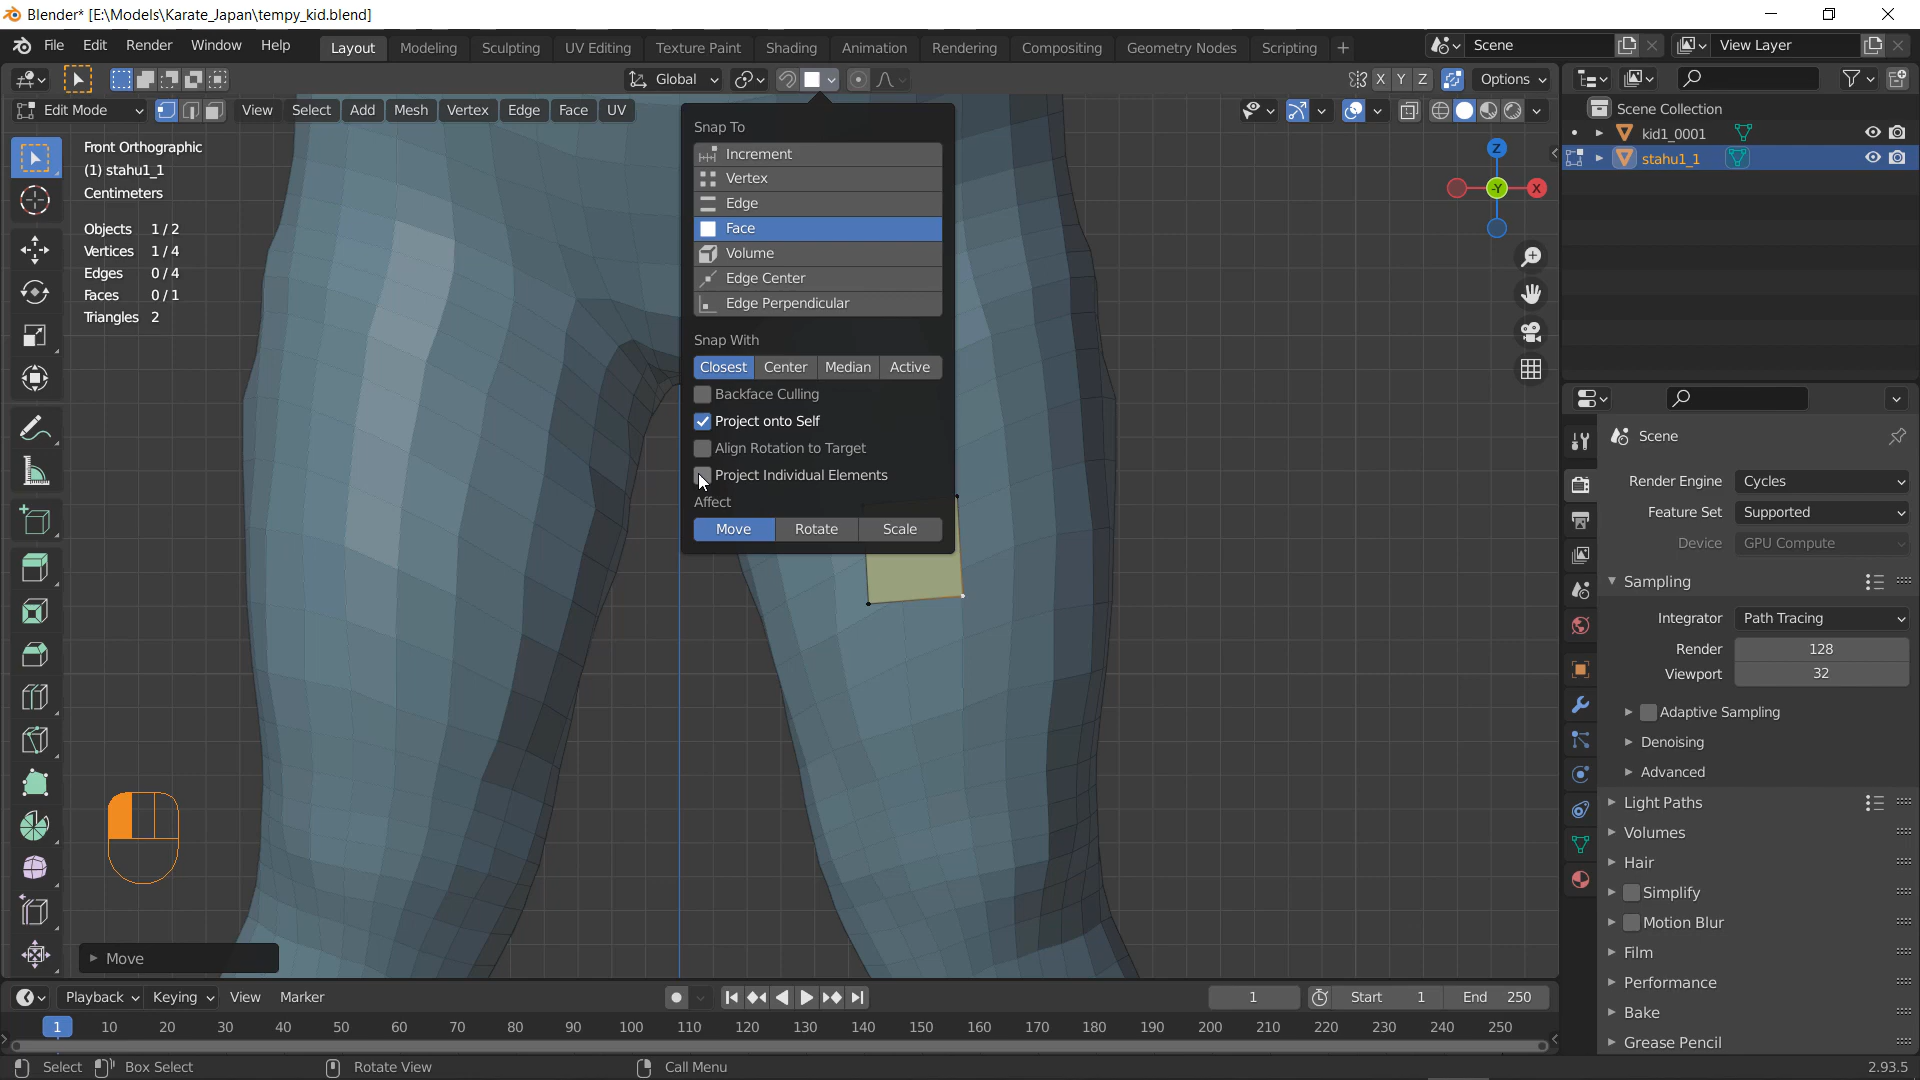 Blender* [E:\Models\Karate_Japan\tempy_kid.blend]
File Edit Render Window Help Layout Modeling Sculpting UV Editing Texture Paint Shading Animation Rendering Compositing Geometry Nodes Scripting + Scene View Layer
Global X Y Z Options
Edit Mode View Select Add Mesh Vertex Edge Face UV
Scene Collection
kid1_0001
stahu1_1
Front Orthographic
(1) stahu1_1
Centimeters
Objects 1/2
Vertices 1/4
Edges 0/4
Faces 0/1
Triangles 2
Snap To
Increment
Vertex
Edge
Face
Volume
Edge Center
Edge Perpendicular
Snap With
Closest Center Median Active
Backface Culling
Project onto Self
Align Rotation to Target
Project Individual Elements
Affect
Move Rotate Scale
Z
-Y X
Scene
Render Engine Cycles
Feature Set Supported
Device GPU Compute
Sampling
Integrator Path Tracing
Render 128
Viewport 32
Adaptive Sampling
Denoising
Advanced
Light Paths
Volumes
Hair
Simplify
Motion Blur
Film
Performance
Bake
Grease Pencil
Move
Playback Keying View Marker 1 Start 1 End 250
1 10 20 30 40 50 60 70 80 90 100 110 120 130 140 150 160 170 180 190 200 210 220 230 240 250
Select Box Select Rotate View Call Menu 2.93.5